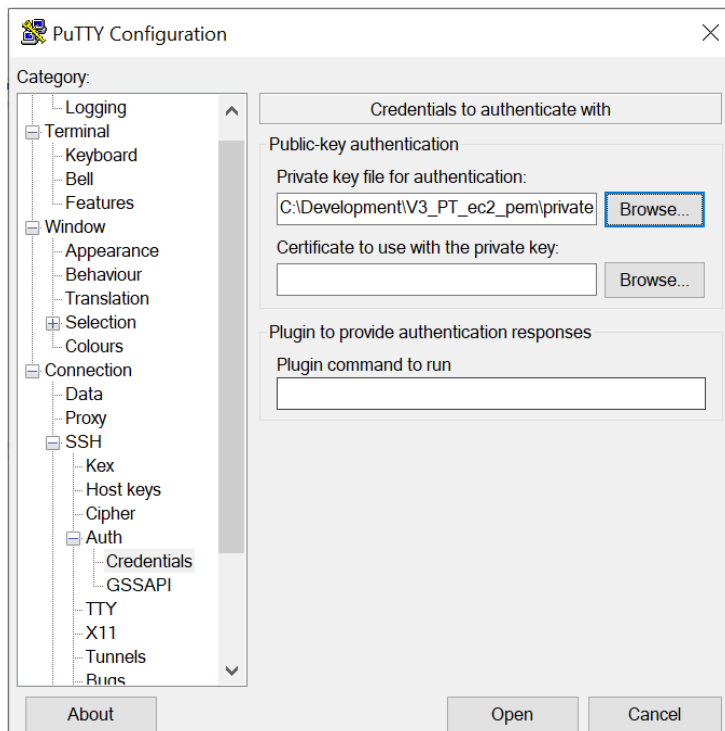 PuTTY Configuration
Category:
Logging
Terminal
Keyboard
Bell
Features
Window
Appearance
Behaviour
Translation
Selection
Colours
Connection
Data
Proxy
SSH
Kex
Host keys
Cipher
Auth
Credentials
GSSAPI
TTY
X11
Tunnels
Bugs
Credentials to authenticate with
Public-key authentication
Private key file for authentication:
C:\Development\V3_PT_ec2_pem\private
Browse...
Certificate to use with the private key:
Browse...
Plugin to provide authentication responses
Plugin command to run
About
Open
Cancel